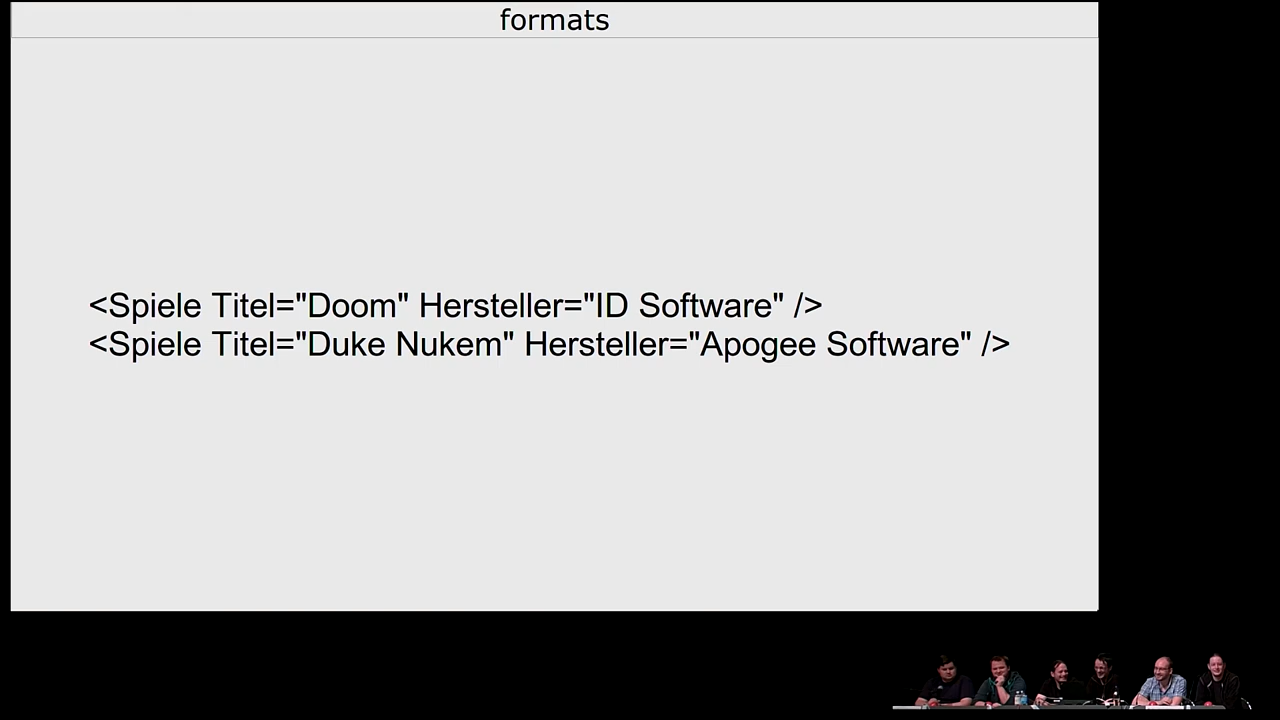 formats
<Spiele Titel="Doom" Hersteller="ID Software" />
<Spiele Titel="Duke Nukem" Hersteller="Apogee Software" />